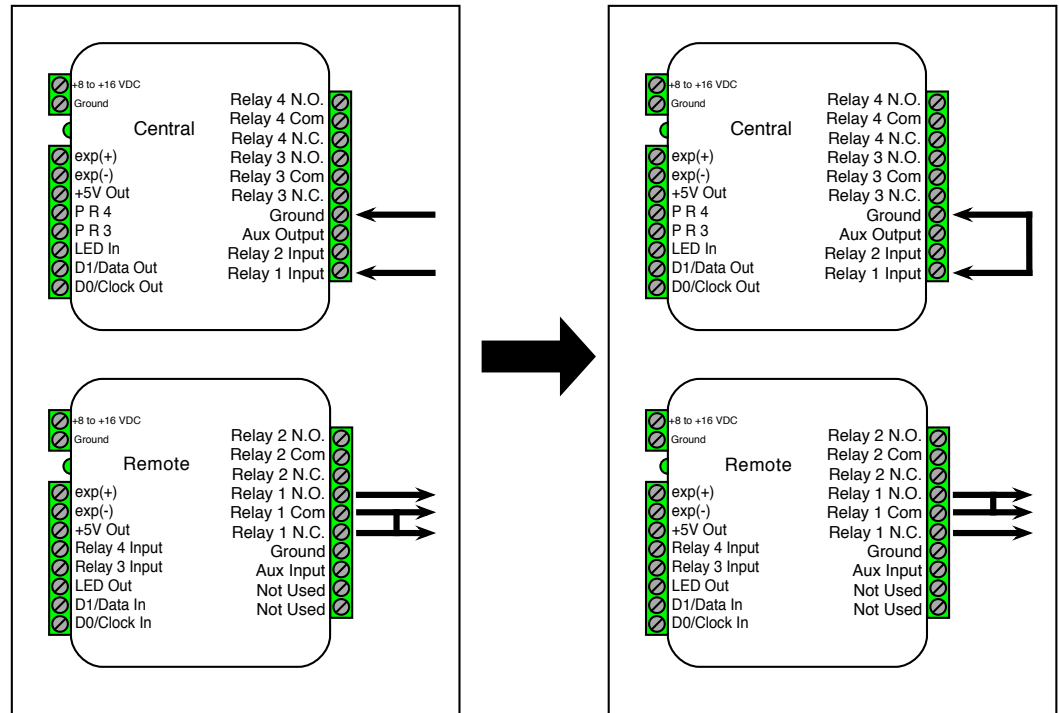 +8 to +16 VDC
Ground
Central
exp(+)
exp(-)
+5V Out
P R 4
P R 3
LED In
D1/Data Out
D0/Clock Out
Relay 4 N.O.
Relay 4 Com
Relay 4 N.C.
Relay 3 N.O.
Relay 3 Com
Relay 3 N.C.
Ground
Aux Output
Relay 2 Input
Relay 1 Input
+8 to +16 VDC
Ground
Remote
exp(+)
exp(-)
+5V Out
Relay 4 Input
Relay 3 Input
LED Out
D1/Data In
D0/Clock In
Relay 2 N.O.
Relay 2 Com
Relay 2 N.C.
Relay 1 N.O.
Relay 1 Com
Relay 1 N.C.
Ground
Aux Input
Not Used
Not Used
+8 to +16 VDC
Ground
Central
exp(+)
exp(-)
+5V Out
P R 4
P R 3
LED In
D1/Data Out
D0/Clock Out
Relay 4 N.O.
Relay 4 Com
Relay 4 N.C.
Relay 3 N.O.
Relay 3 Com
Relay 3 N.C.
Ground
Aux Output
Relay 2 Input
Relay 1 Input
+8 to +16 VDC
Ground
Remote
exp(+)
exp(-)
+5V Out
Relay 4 Input
Relay 3 Input
LED Out
D1/Data In
D0/Clock In
Relay 2 N.O.
Relay 2 Com
Relay 2 N.C.
Relay 1 N.O.
Relay 1 Com
Relay 1 N.C.
Ground
Aux Input
Not Used
Not Used